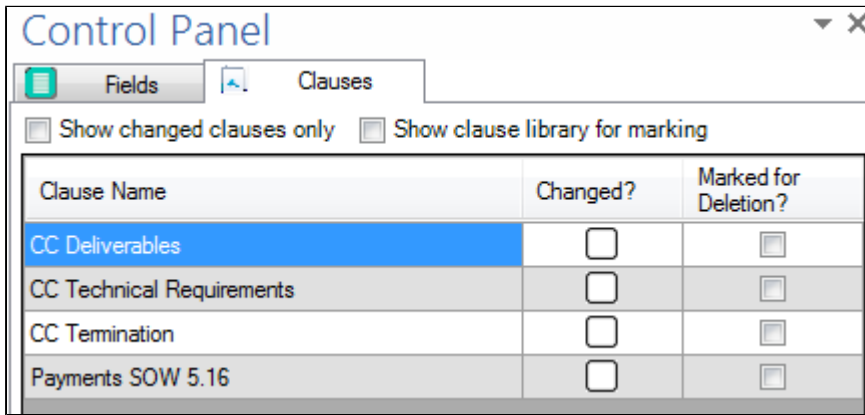 Control Panel
Fields Clauses
Show changed clauses only Show clause library for marking
Clause Name Changed? Marked for
Deletion?
CC Deliverables
CC Technical Requirements
CC Termination
Payments SOW 5.16